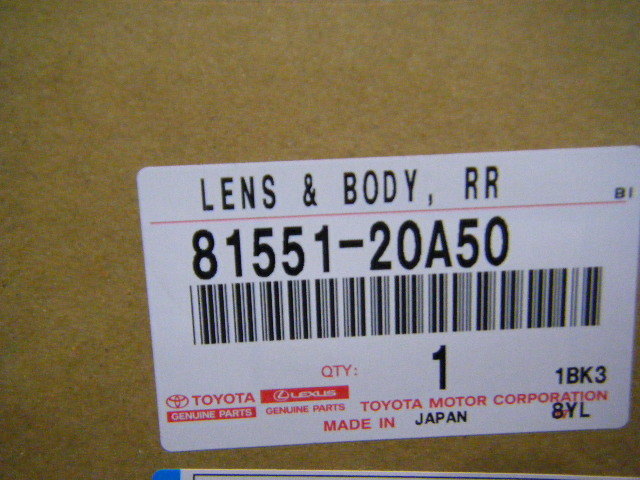 LENS & BODY, RR
BI
81551-20A50
QTY: 1
1BK3
TOYOTA LEXUS
GENUINE PARTS GENUINE PARTS
TOYOTA MOTOR CORPORATION
MADE IN JAPAN
8YL